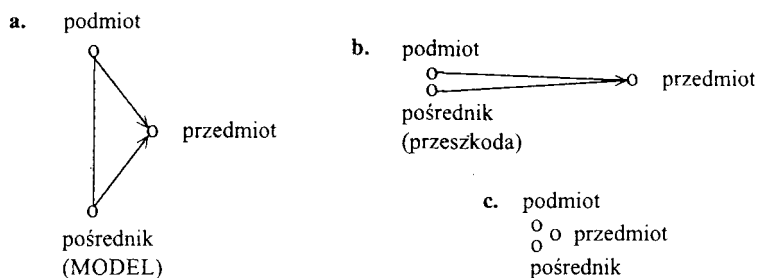 a.
podmiot
przedmiot
pośrednik
(MODEL)
b.
podmiot
przedmiot
pośrednik
(przeszkoda)
c.
podmiot
przedmiot
pośrednik